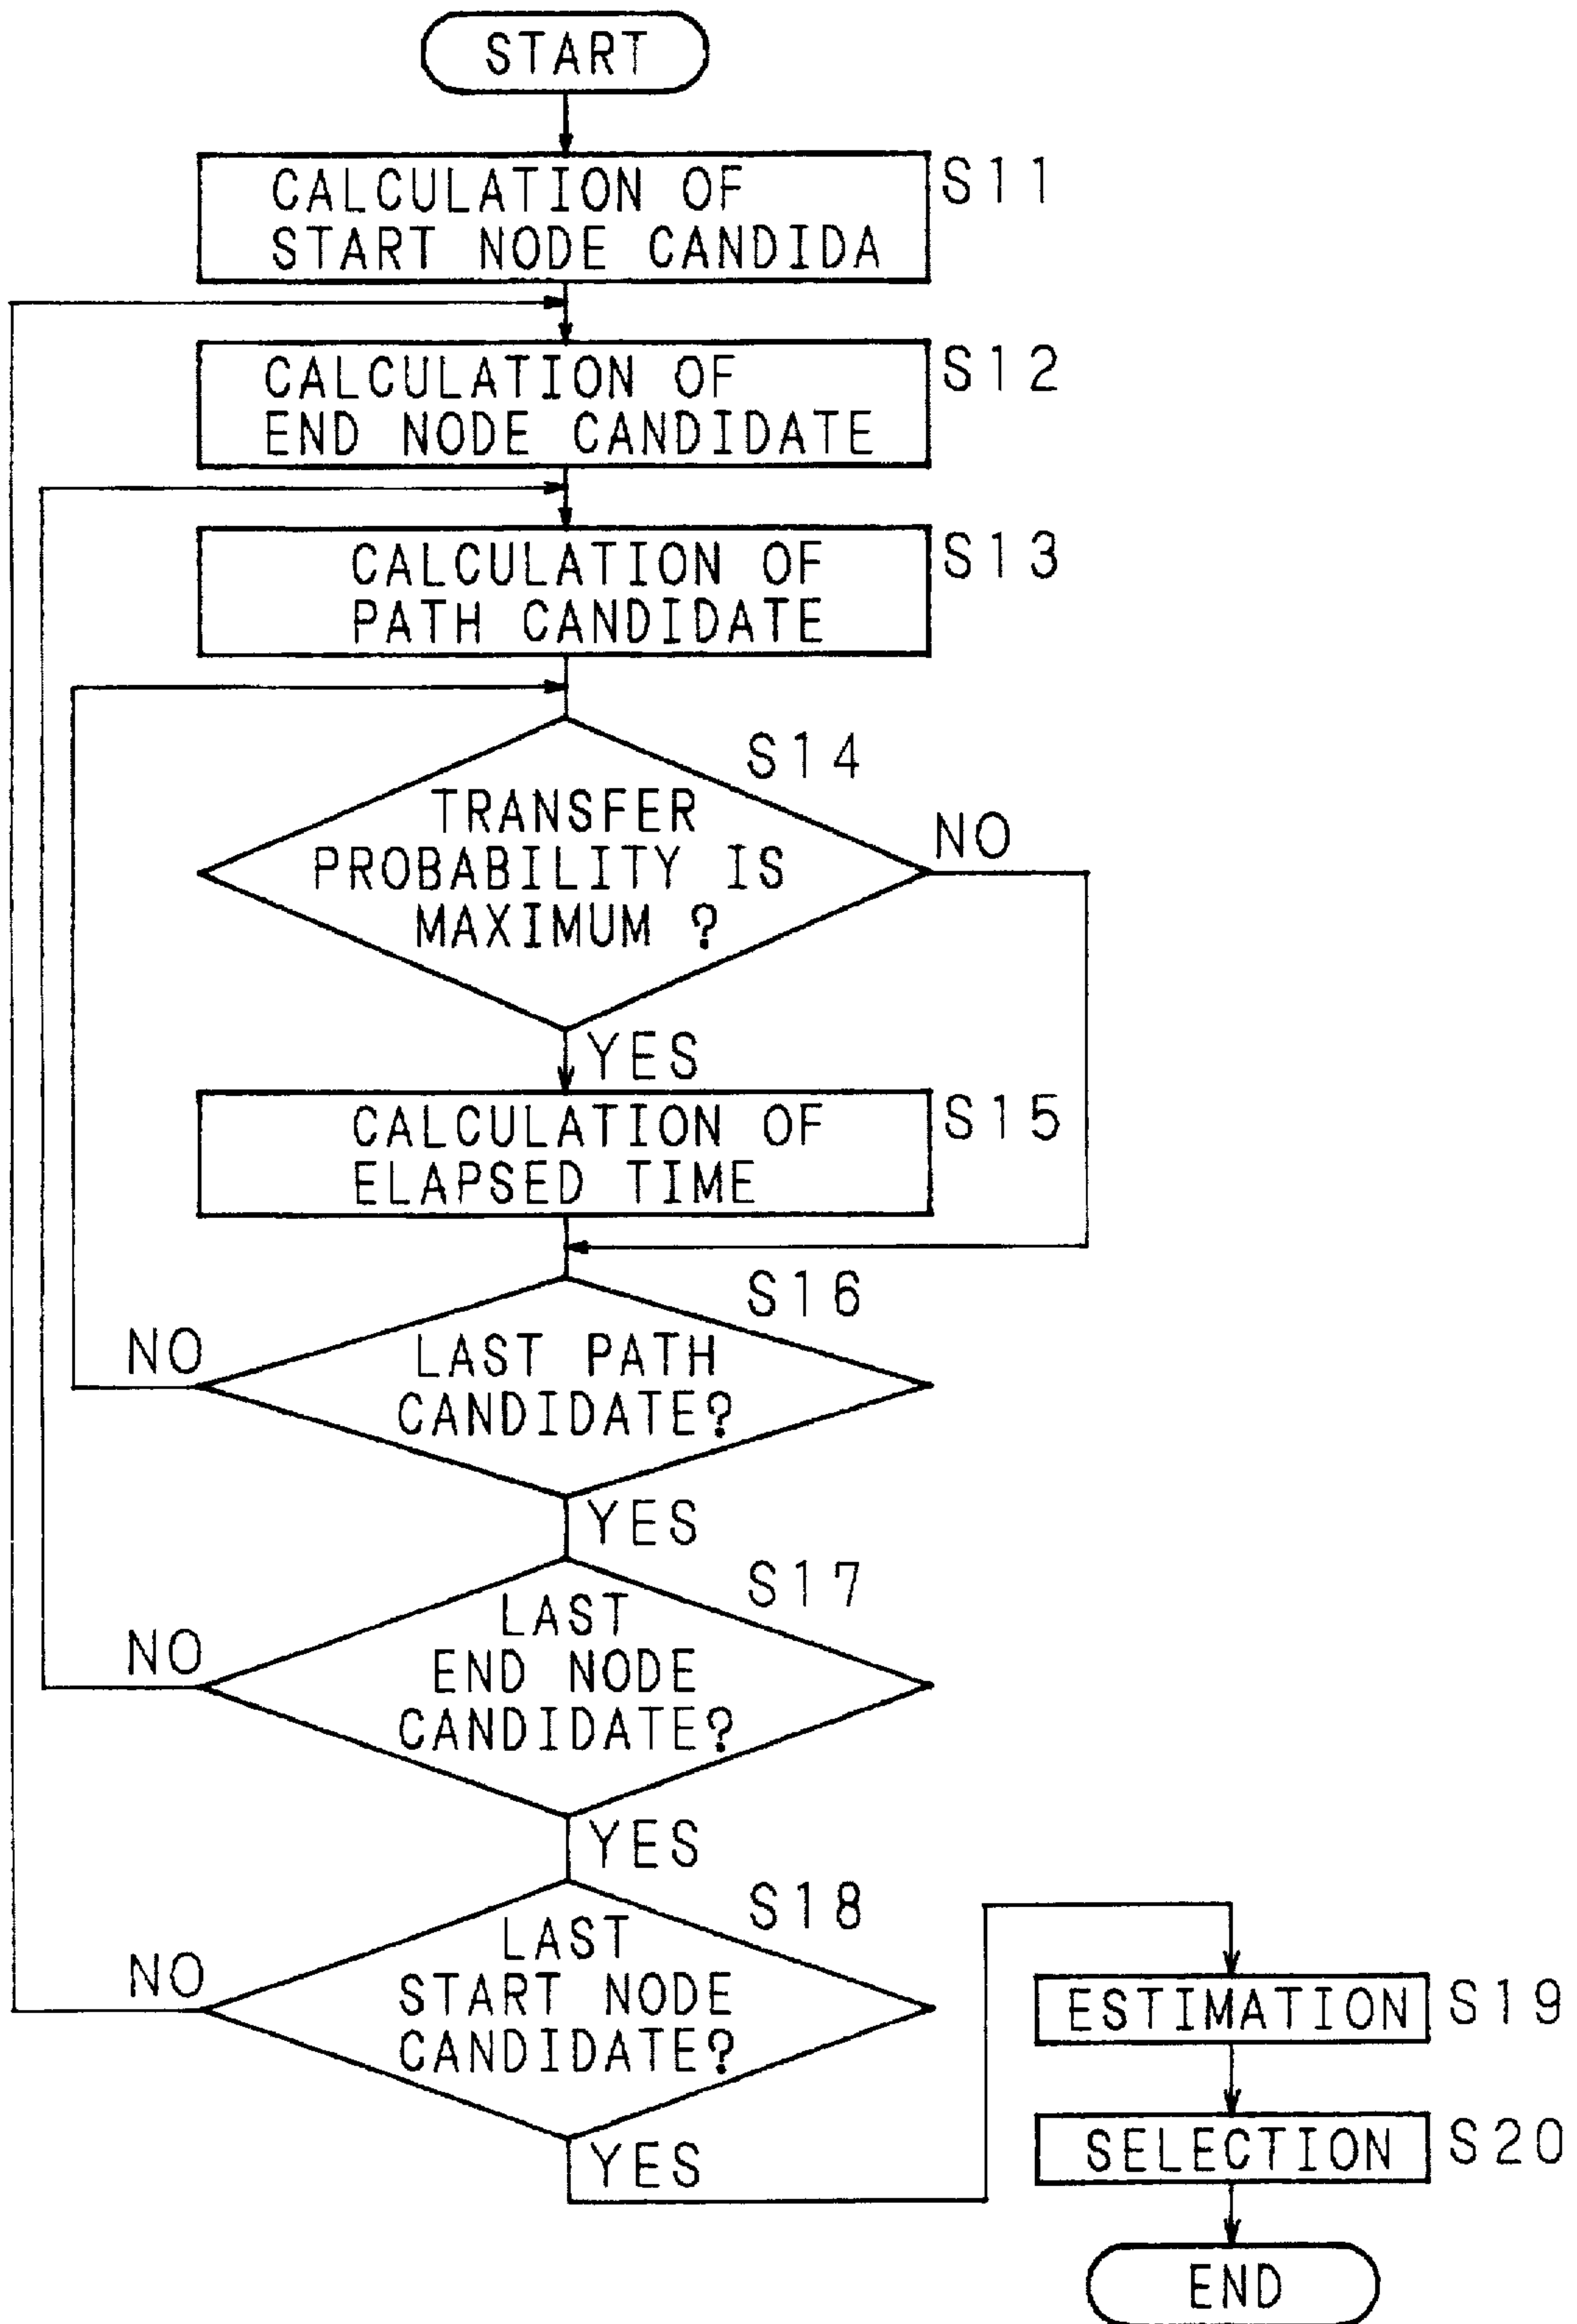 START
CALCULATION OF
START NODE CANDIDA
S11
CALCULATION OF
END NODE CANDIDATE
S12
CALCULATION OF
PATH CANDIDATE
S13
S14
TRANSFER
PROBABILITY IS
MAXIMUM ?
NO
YES
CALCULATION OF
ELAPSED TIME
S15
S16
LAST PATH
CANDIDATE?
NO
YES
S17
LAST
END NODE
CANDIDATE?
NO
YES
S18
LAST
START NODE
CANDIDATE?
NO
YES
ESTIMATION
S19
SELECTION
S20
END